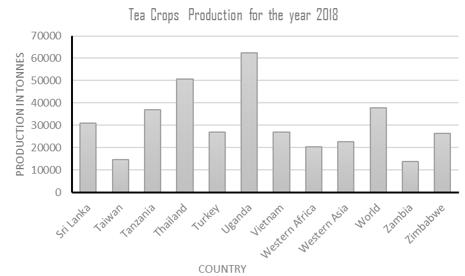 Tea Crops Production for the year 2018
PRODUCTION IN TONNES
70000
60000
50000
40000
30000
20000
10000
0
Sri Lanka
Taiwan
Tanzania
Thailand
Turkey
Uganda
Vietnam
Western Africa
Western Asia
World
Zambia
Zimbabwe
COUNTRY